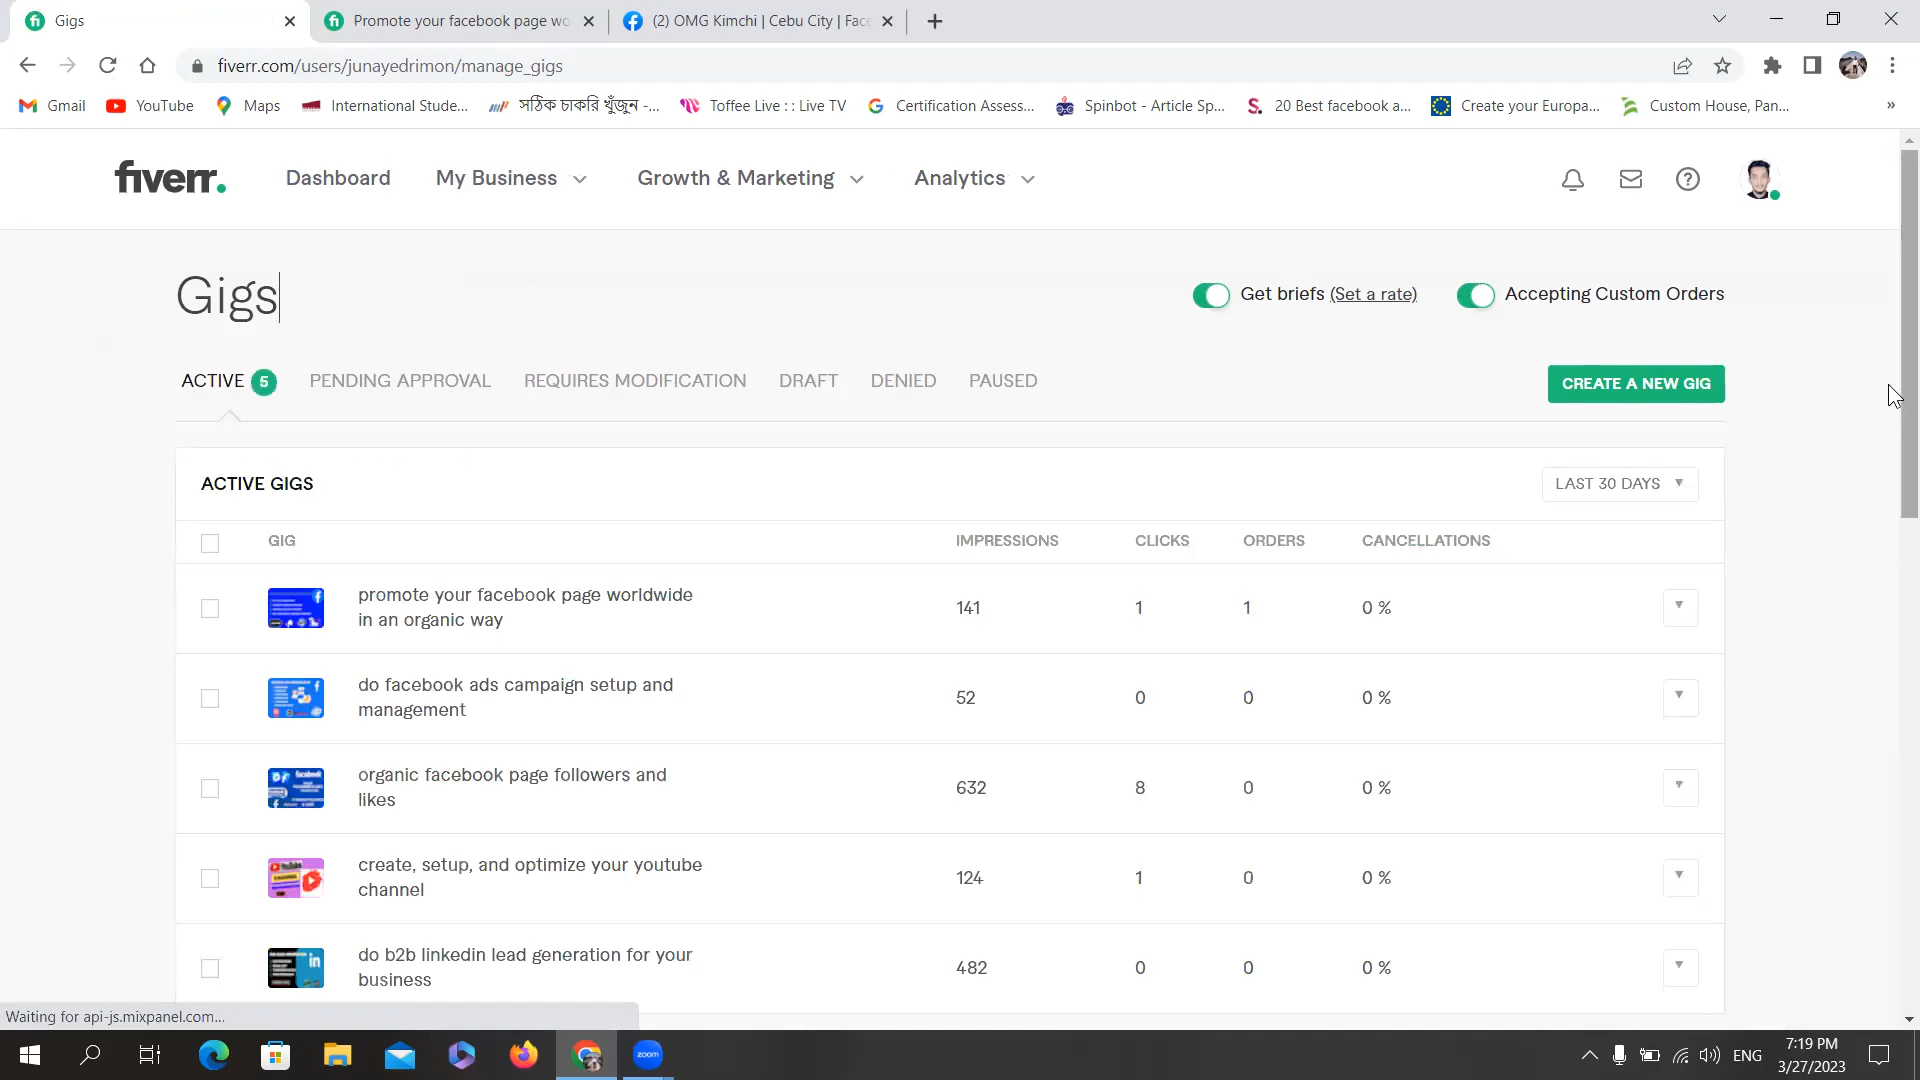 Gigs
Promote your facebook page wo
(2) OMG Kimchi | Cebu City | Face
fiverr.com/users/junayedrimon/manage_gigs
Gmail
YouTube
Maps
International Stude...
সঠিক চাকরি খুঁজুন -...
Toffee Live : : Live TV
Certification Assess...
Spinbot - Article Sp...
20 Best facebook a...
Create your Europa...
Custom House, Pan...
»
fiverr.
Dashboard
My Business
Growth & Marketing
Analytics
Gigs
Get briefs (Set a rate)
Accepting Custom Orders
ACTIVE 5
PENDING APPROVAL
REQUIRES MODIFICATION
DRAFT
DENIED
PAUSED
CREATE A NEW GIG
ACTIVE GIGS
LAST 30 DAYS
GIG IMPRESSIONS CLICKS ORDERS CANCELLATIONS
promote your facebook page worldwide
in an organic way
141 1 1 0 %
do facebook ads campaign setup and
management
52 0 0 0 %
organic facebook page followers and
likes
632 8 0 0 %
create, setup, and optimize your youtube
channel
124 1 0 0 %
do b2b linkedin lead generation for your
business
482 0 0 0 %
Waiting for api-js.mixpanel.com...
zoom
ENG
7:19 PM
3/27/2023